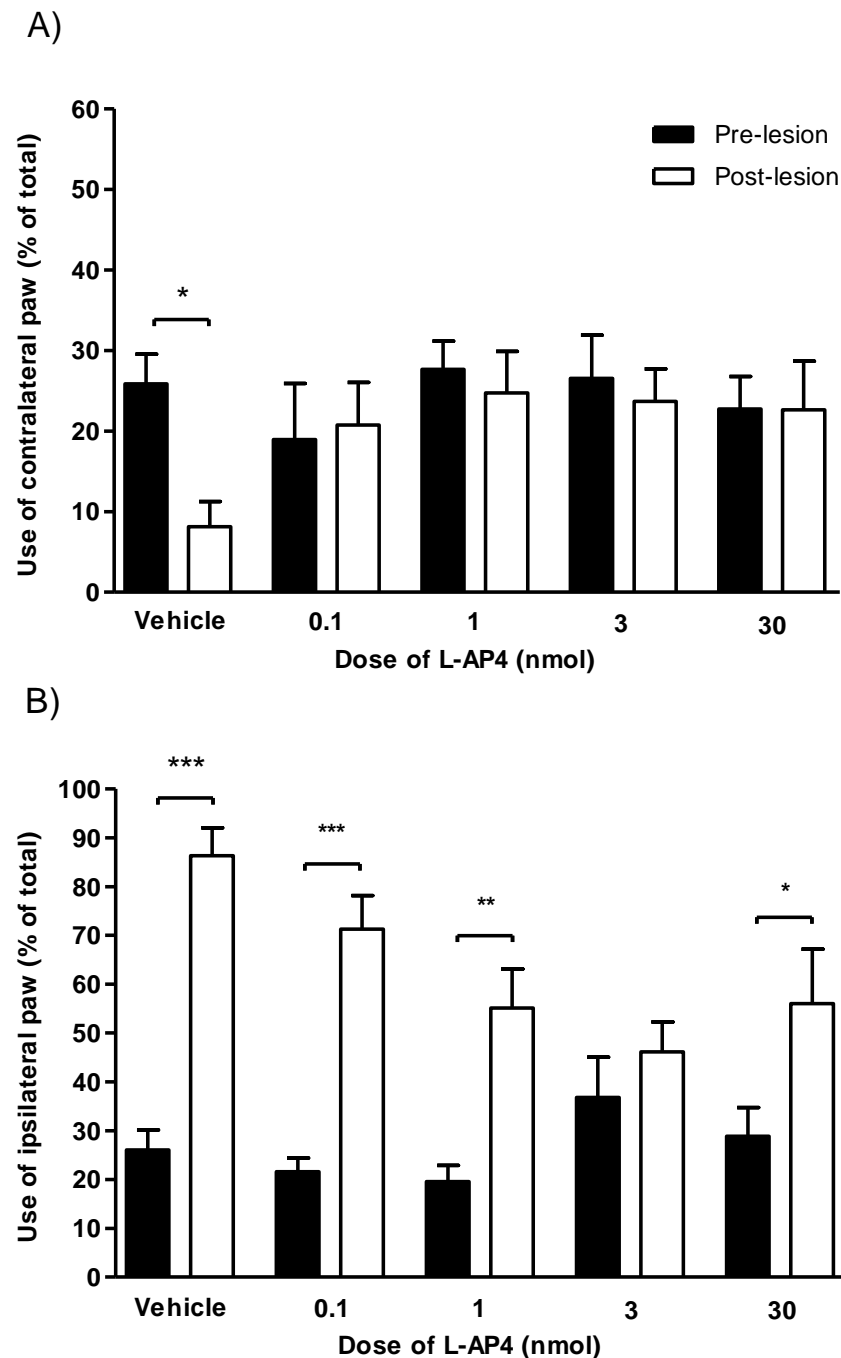 A)
Use of contralateral paw (% of total)
60
50
40
30
20
10
0
Pre-lesion
Post-lesion
*
Vehicle 0.1 1 3 30
Dose of L-AP4 (nmol)
B)
Use of ipsilateral paw (% of total)
100
90
80
70
60
50
40
30
20
10
0
***
***
**
*
Vehicle 0.1 1 3 30
Dose of L-AP4 (nmol)